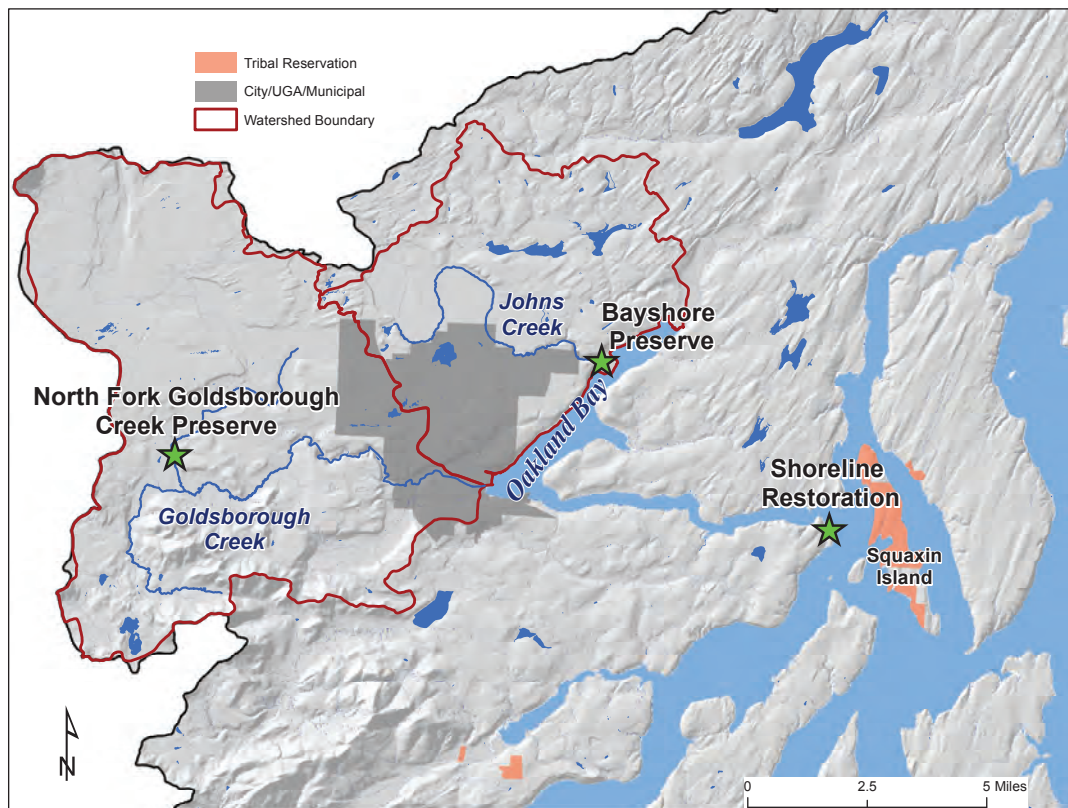 Tribal Reservation
City/UGA/Municipal
Watershed Boundary
Johns
Creek
Bayshore
Preserve
North Fork Goldsborough
Creek Preserve
Oakland Bay
Shoreline
Restoration
Goldsborough
Creek
Squaxin
Island
N
0 2.5 5 Miles